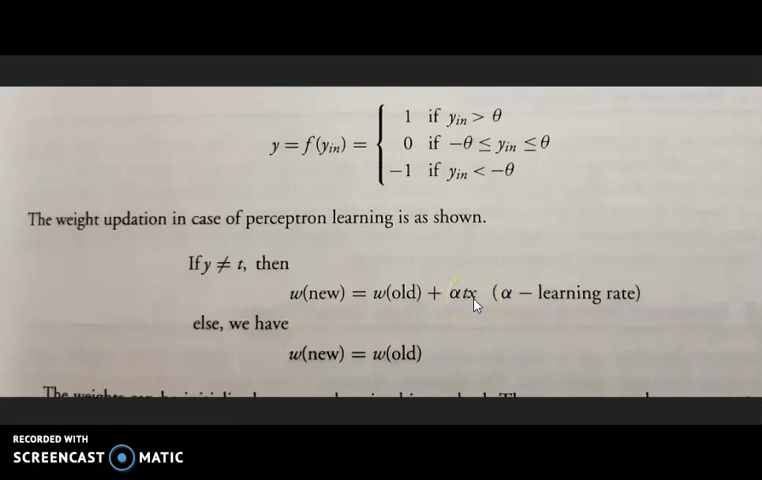 y = f(y_in) = { 1 if y_in > θ
0 if −θ ≤ y_in ≤ θ
−1 if y_in < −θ
The weight updation in case of perceptron learning is as shown.
If y ≠ t, then
w(new) = w(old) + αtx (α − learning rate)
else, we have
w(new) = w(old)
The
RECORDED WITH
SCREENCAST MATIC